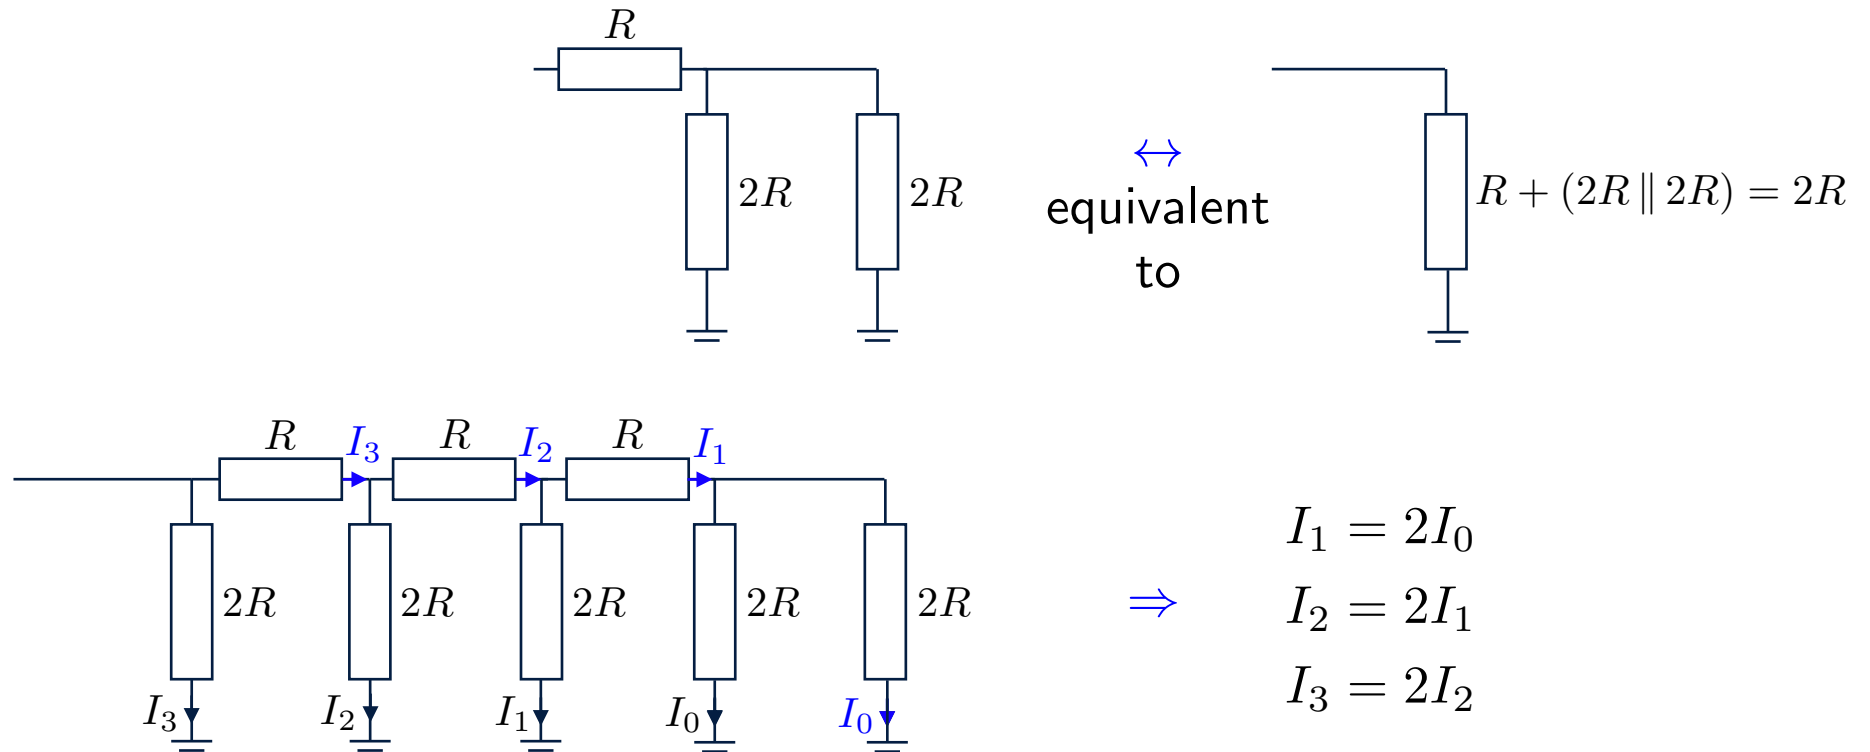 R
2R
2R
↔
equivalent
to
R + (2R ∥ 2R) = 2R
R
I₃
R
I₂
R
I₁
2R
2R
2R
2R
2R
I₃
I₂
I₁
I₀
I₀
⇒
I₁ = 2I₀
I₂ = 2I₁
I₃ = 2I₂